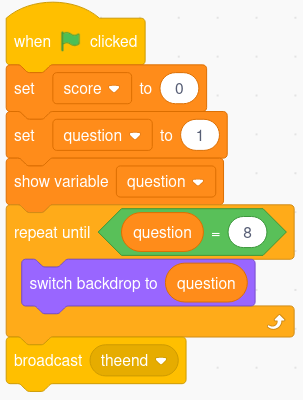 when clicked
set score to 0
set question to 1
show variable question
repeat until question = 8
switch backdrop to question
broadcast theend